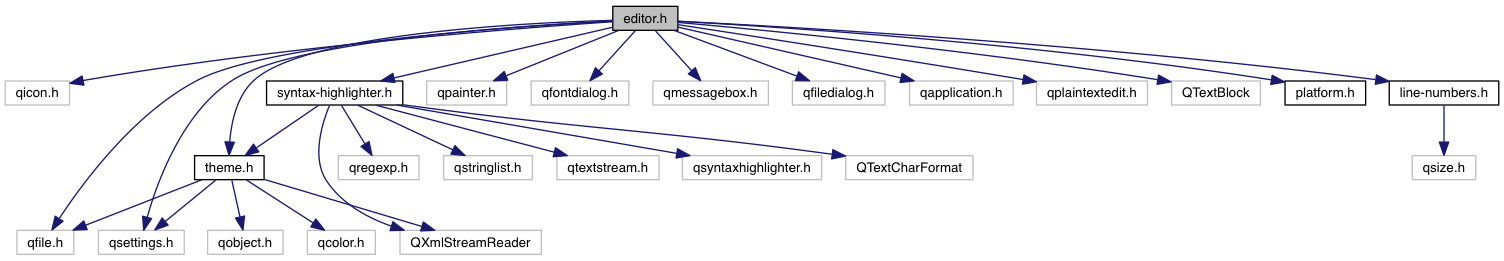 editor.h
qicon.h
syntax-highlighter.h
qpainter.h
qfontdialog.h
qmessagebox.h
qfiledialog.h
qapplication.h
qplaintextedit.h
QTextBlock
platform.h
line-numbers.h
theme.h
qregexp.h
qstringlist.h
qtextstream.h
qsyntaxhighlighter.h
QTextCharFormat
qsize.h
qfile.h
qsettings.h
qobject.h
qcolor.h
QXmlStreamReader